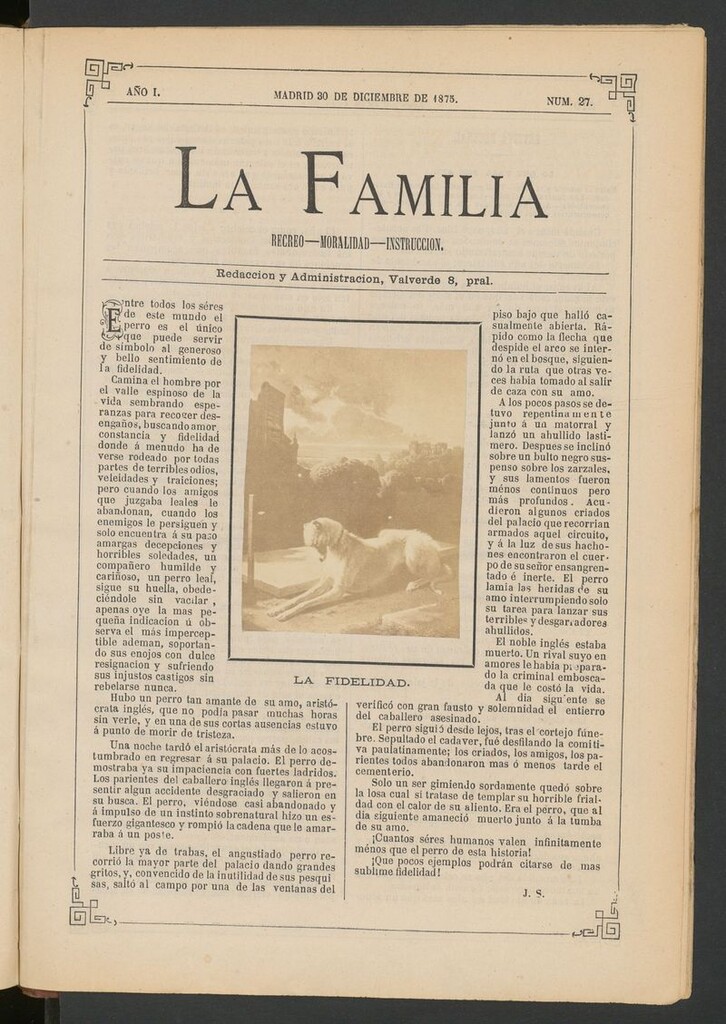 AÑO I.
MADRID 30 DE DICIEMBRE DE 1875.
NUM. 27.
LA FAMILIA
RECREO—MORALIDAD—INSTRUCCION.
Redaccion y Administracion, Valverde 8, pral.
Entre todos los séres
de este mundo el
perro es el único
que puede servir
de símbolo al generoso
y bello sentimiento de
la fidelidad.
Camina el hombre por
el valle espinoso de la
vida sembrando espe-
ranzas para recoger des-
engaños, buscando amor,
constancia y fidelidad
donde á menudo ha de
verse rodeado por todas
partes de terribles odios,
veleidades y traiciones;
pero cuando los amigos
que juzgaba leales le
abandonan, cuando los
enemigos le persiguen y
solo encuentra á su paso
amargas decepciones y
horribles soledades, un
compañero humilde y
cariñoso, un perro leal,
sigue su huella, obede-
ciéndole sin vacilar,
apenas oye la mas pe-
queña indicacion ú ob-
serva el más impercep-
tible ademan, soportan-
do sus enojos con dulce
resignacion y sufriendo
sus injustos castigos sin
rebelarse nunca.
LA FIDELIDAD.
Hubo un perro tan amante de su amo, aristó-
crata inglés, que no podia pasar muchas horas
sin verle, y en una de sus cortas ausencias estuvo
á punto de morir de tristeza.
Una noche tardó el aristócrata más de lo acos-
tumbrado en regresar á su palacio. El perro de-
mostraba ya su impaciencia con fuertes ladridos.
Los parientes del caballero inglés llegaron á pre-
sentir algun accidente desgraciado y salieron en
su busca. El perro, viéndose casi abandonado y
á impulso de un instinto sobrenatural hizo un es-
fuerzo gigantesco y rompió la cadena que le amar-
raba á un poste.
Libre ya de trabas, el angustiado perro re-
corrió la mayor parte del palacio dando grandes
gritos, y, convencido de la inutilidad de sus pesqui
sas, saltó al campo por una de las ventanas del
piso bajo que halló ca-
sualmente abierta. Rá-
pido como la flecha que
despide el arco se inter-
nó en el bosque, siguien-
do la ruta que otras ve-
ces habia tomado al salir
de caza con su amo.
A los pocos pasos se de-
tuvo repentinamente
junto á un matorral y
lanzó un ahullido lasti-
mero. Despues se inclinó
sobre un bulto negro sus-
penso sobre los zarzales,
y sus lamentos fueron
ménos continuos pero
más profundos. Acu-
dieron algunos criados
del palacio que recorrian
armados aquel circuito,
y á la luz de sus hacho-
nes encontraron el cuer-
po de su señor ensangren-
tado é inerte. El perro
lamia las heridas de su
amo interrumpiendo solo
su tarea para lanzar sus
terribles y desgarradores
ahullidos.
El noble inglés estaba
muerto. Un rival suyo en
amores le habia prepara-
do la criminal embosca-
da que le costó la vida.
Al dia siguiente se
verificó con gran fausto y solemnidad el entierro
del caballero asesinado.
El perro siguió desde lejos, tras el cortejo fúne-
bre. Sepultado el cadaver, fué desfilando la comiti-
va paulatinamente; los criados, los amigos, los pa-
rientes todos abandonaron mas ó menos tarde el
cementerio.
Solo un ser gimiendo sordamente quedó sobre
la losa cual si tratase de templar su horrible frial-
dad con el calor de su aliento. Era el perro, que al
dia siguiente amaneció muerto junto á la tumba
de su amo.
¡Cuantos séres humanos valen infinitamente
ménos que el perro de esta historia!
¡Que pocos ejemplos podrán citarse de mas
sublime fidelidad!
J. S.